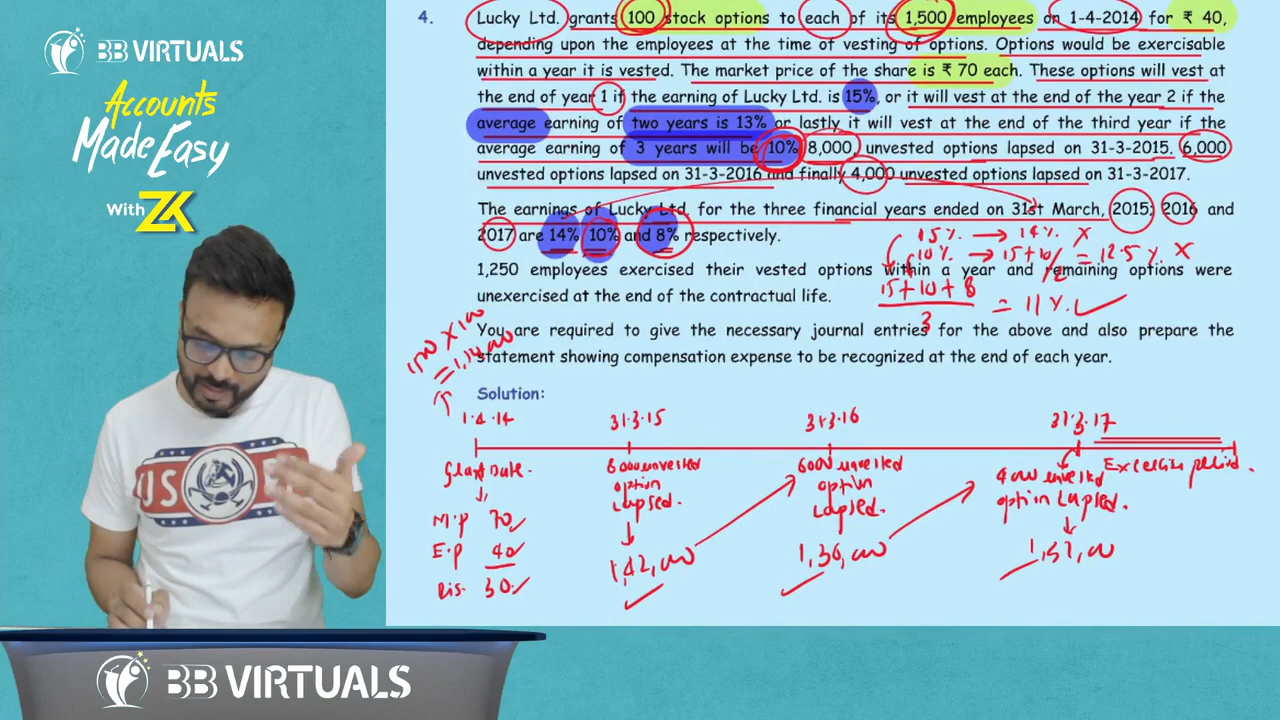 BB VIRTUALS
Accounts
Made Easy
With ZK
4. Lucky Ltd. grants 100 stock options to each of its 1,500 employees on 1-4-2014 for ₹ 40,
depending upon the employees at the time of vesting of options. Options would be exercisable
within a year it is vested. The market price of the share is ₹ 70 each. These options will vest at
the end of year 1 if the earning of Lucky Ltd. is 15%, or it will vest at the end of the year 2 if the
average earning of two years is 13% or lastly it will vest at the end of the third year if the
average earning of 3 years will be 10% 8,000, unvested options lapsed on 31-3-2015. 6,000
unvested options lapsed on 31-3-2016 and finally 4,000 unvested options lapsed on 31-3-2017.
The earnings of Lucky Ltd. for the three financial years ended on 31st March, 2015; 2016 and
2017 are 14% 10% and 8% respectively.
15%. → 14%. X
10%. → 15+10/2 = 12.5 %. X
15+10+8
3
= 11%. ✓
1,250 employees exercised their vested options within a year and remaining options were
unexercised at the end of the contractual life.
You are required to give the necessary journal entries for the above and also prepare the
statement showing compensation expense to be recognized at the end of each year.
Solution:
1.4.14 31.3.15 31.3.16 31.3.17
Grant Date.
M.P 70
E.P 40
Dis. 30
8000 unvested
option
Lapsed.
1,42,000
6000 unvested
option
Lapsed.
1,36,000
4000 unvested
option Lapsed.
1,32,000
Exercise period.
US
BB VIRTUALS